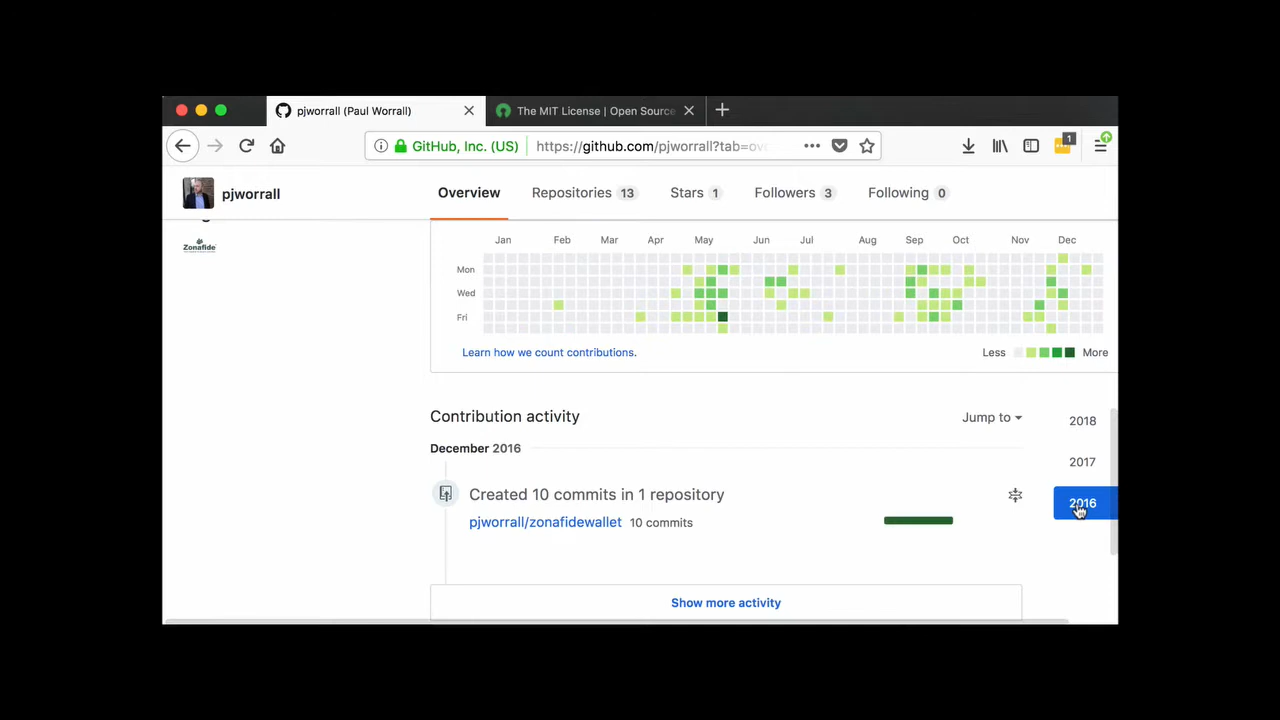 pjworrall (Paul Worrall)
The MIT License | Open Source
GitHub, Inc. (US)
https://github.com/pjworrall?tab=ov
1
pjworrall
Overview
Repositories 13
Stars 1
Followers 3
Following 0
Zonafide
Jan Feb Mar Apr May Jun Jul Aug Sep Oct Nov Dec
Mon
Wed
Fri
Learn how we count contributions.
Less
More
Contribution activity
Jump to
2018
December 2016
2017
Created 10 commits in 1 repository
2016
pjworrall/zonafidewallet 10 commits
Show more activity